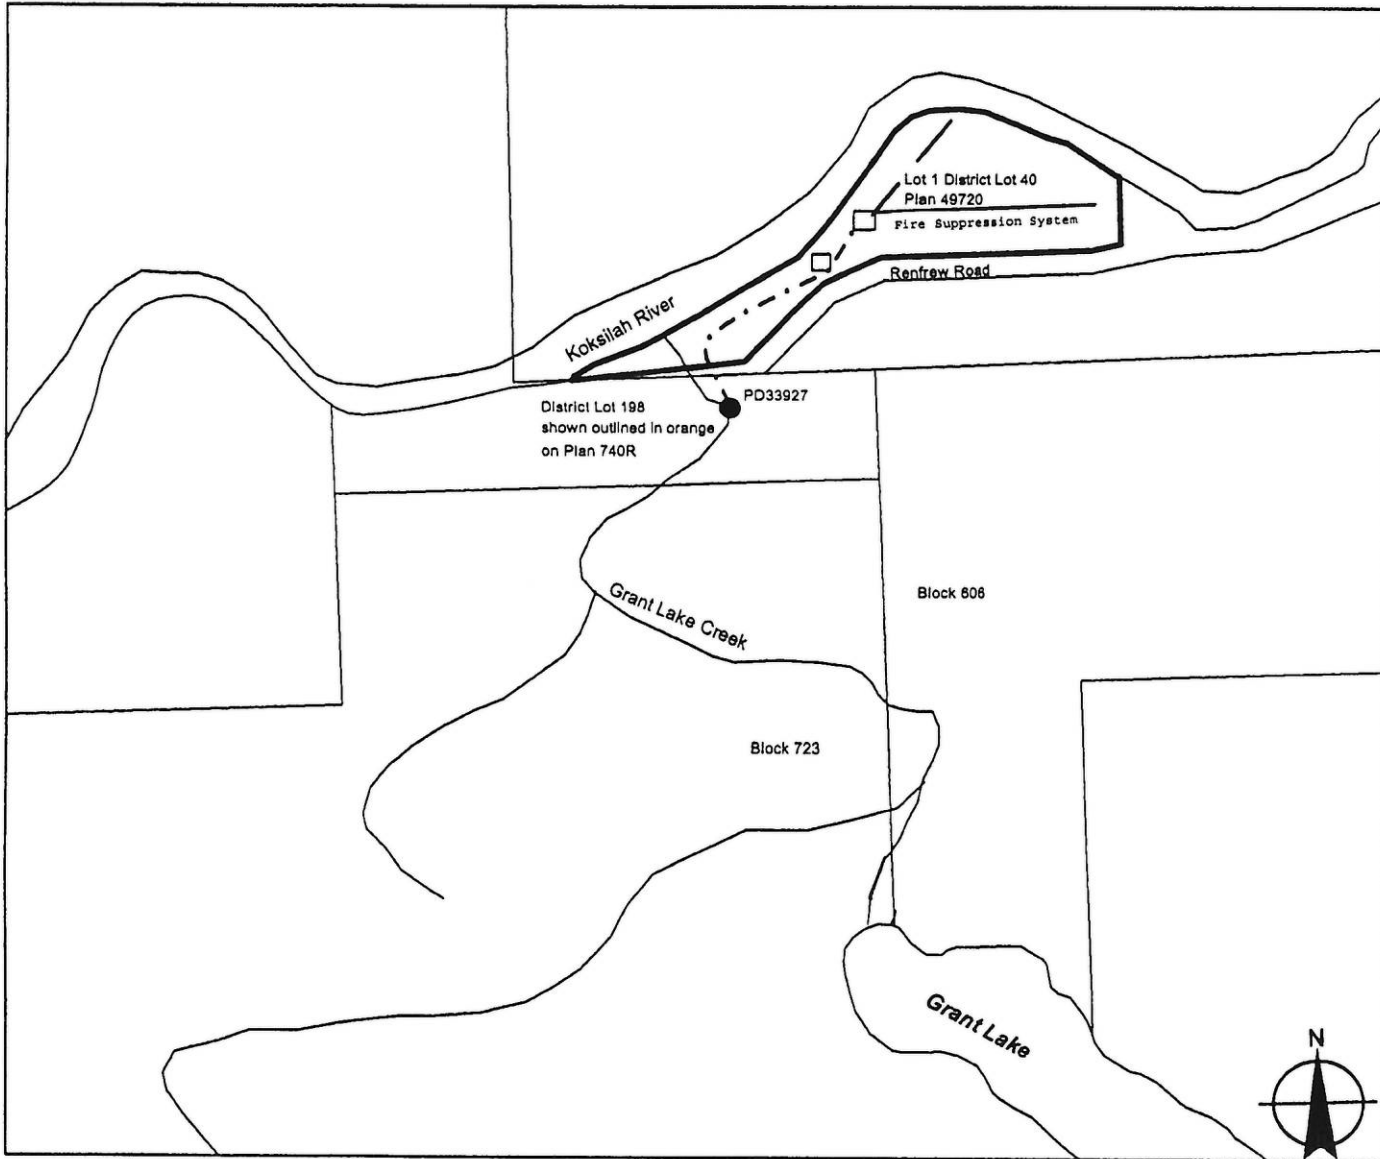 Lot 1 District Lot 40
Plan 49720
Fire Suppression System
Renfrew Road
Koksilah River
PD33927
District Lot 198
shown outlined in orange
on Plan 740R
Grant Lake Creek
Block 606
Block 723
Grant Lake
N